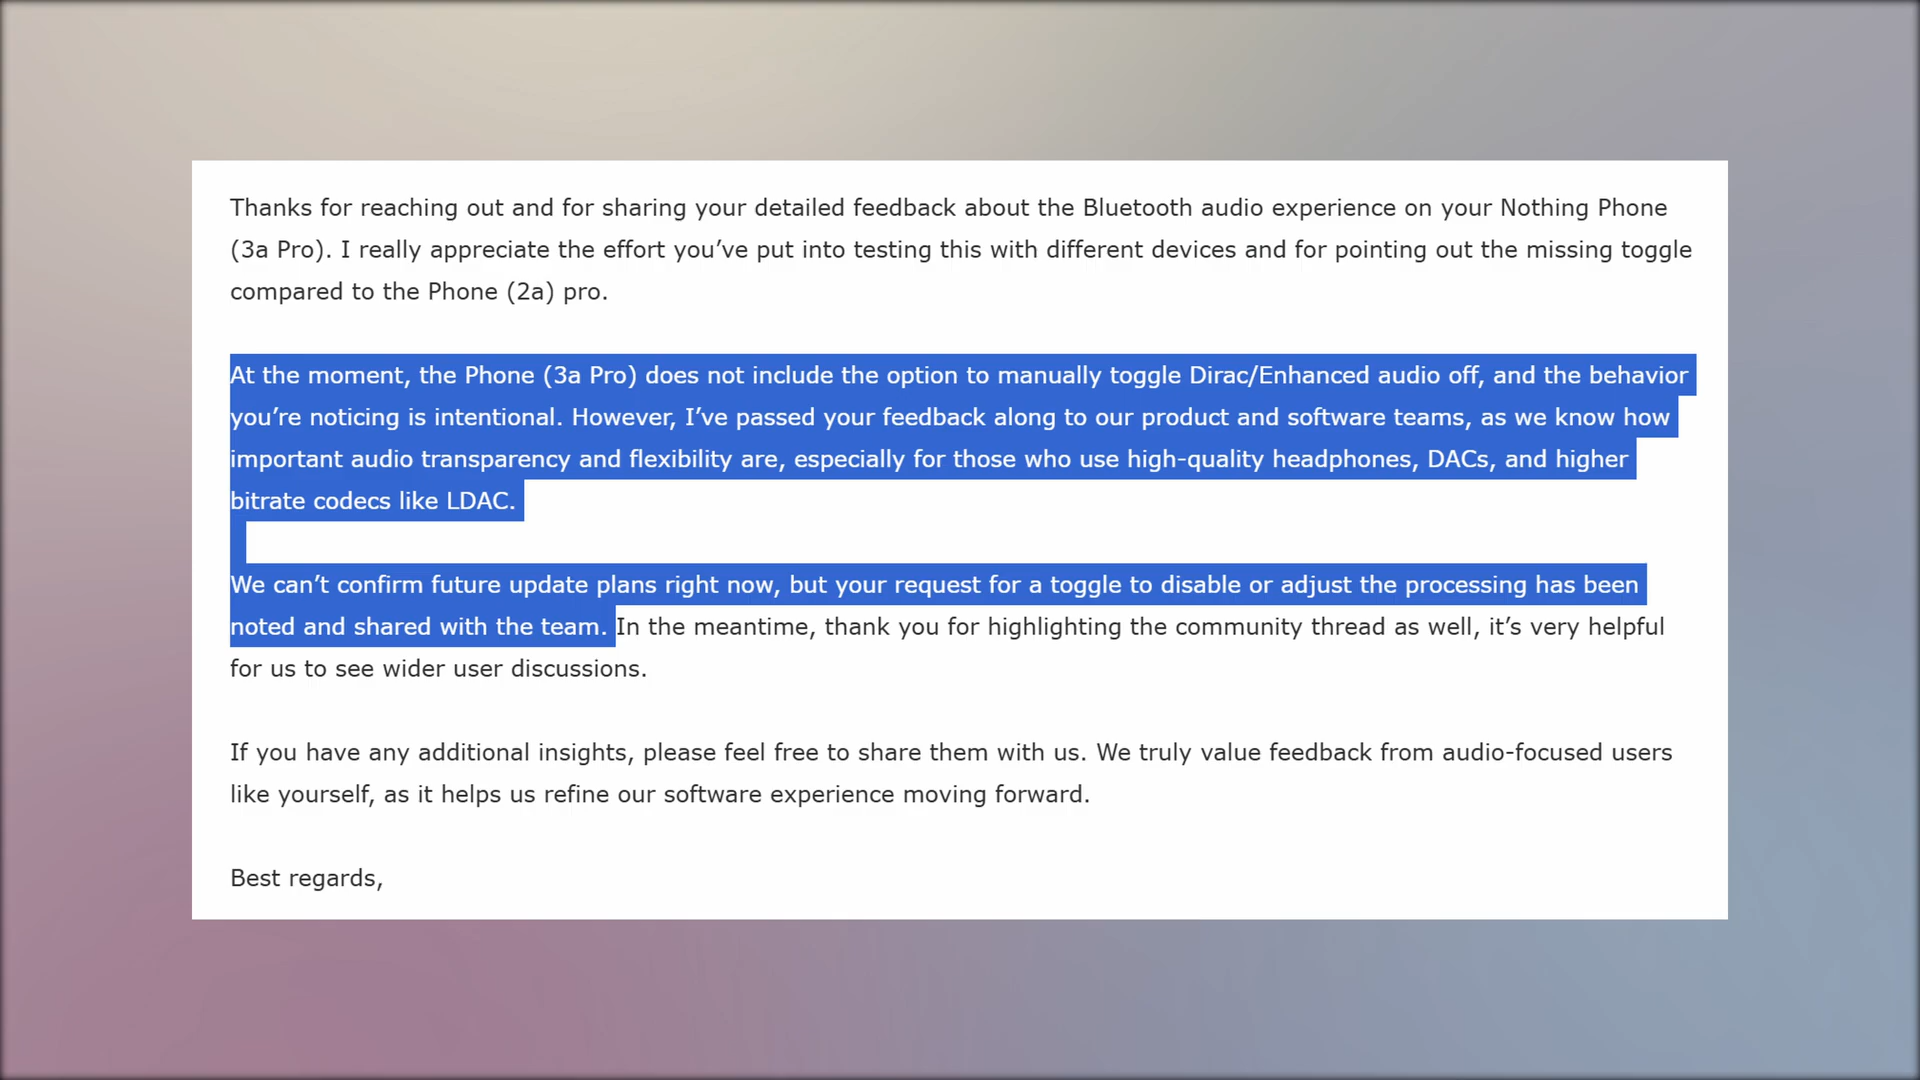 Thanks for reaching out and for sharing your detailed feedback about the Bluetooth audio experience on your Nothing Phone
(3a Pro). I really appreciate the effort you’ve put into testing this with different devices and for pointing out the missing toggle
compared to the Phone (2a) pro.
At the moment, the Phone (3a Pro) does not include the option to manually toggle Dirac/Enhanced audio off, and the behavior
you’re noticing is intentional. However, I’ve passed your feedback along to our product and software teams, as we know how
important audio transparency and flexibility are, especially for those who use high-quality headphones, DACs, and higher
bitrate codecs like LDAC.
We can’t confirm future update plans right now, but your request for a toggle to disable or adjust the processing has been
noted and shared with the team. In the meantime, thank you for highlighting the community thread as well, it’s very helpful
for us to see wider user discussions.
If you have any additional insights, please feel free to share them with us. We truly value feedback from audio-focused users
like yourself, as it helps us refine our software experience moving forward.
Best regards,